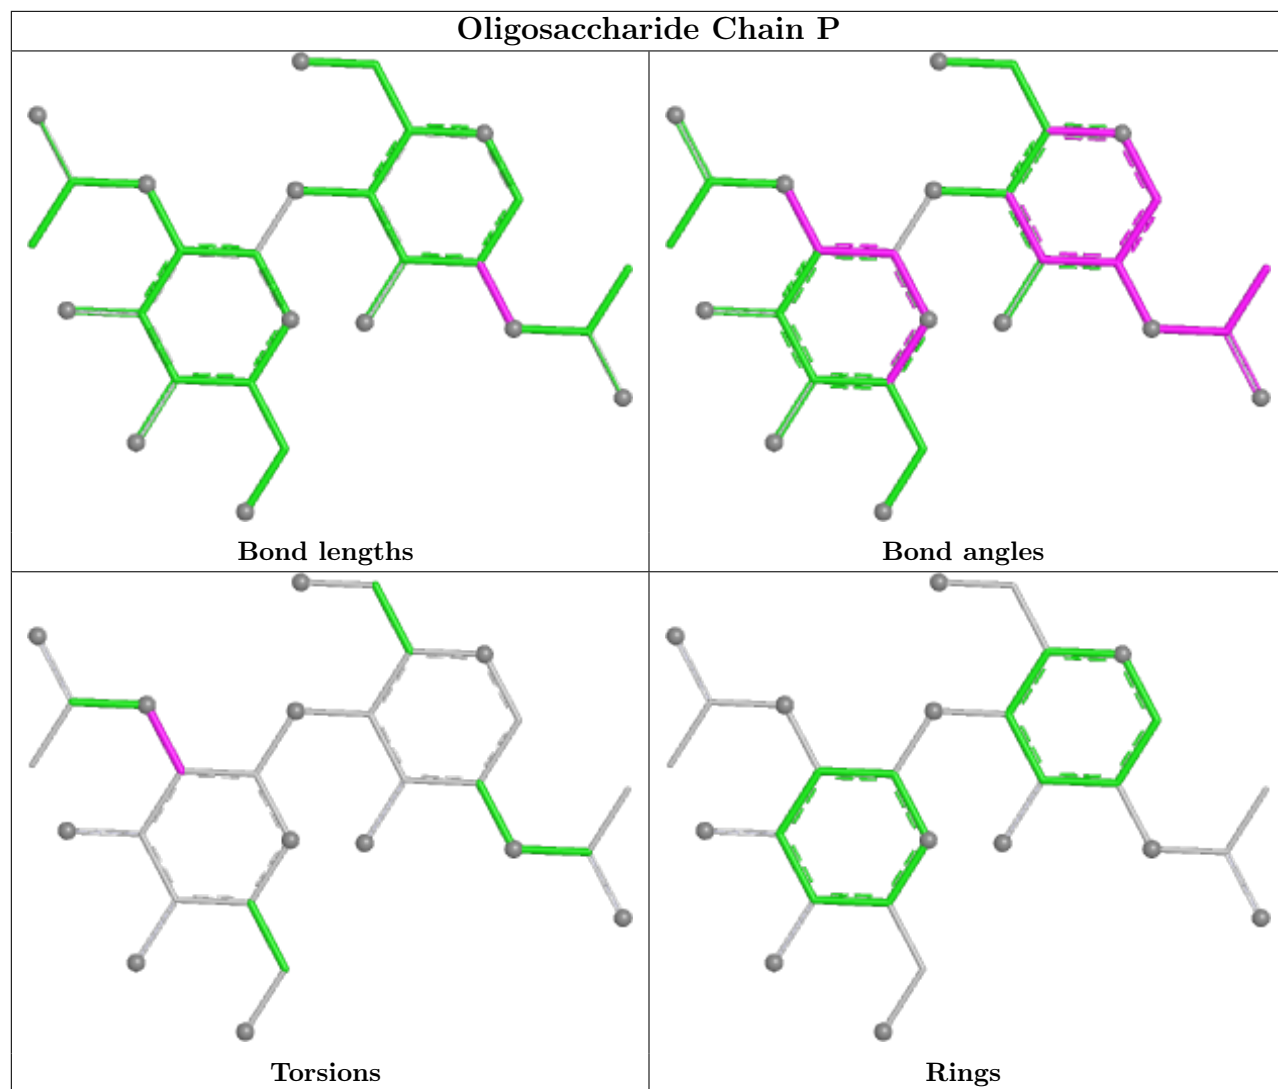 Oligosaccharide Chain P
Bond lengths
Bond angles
Torsions
Rings